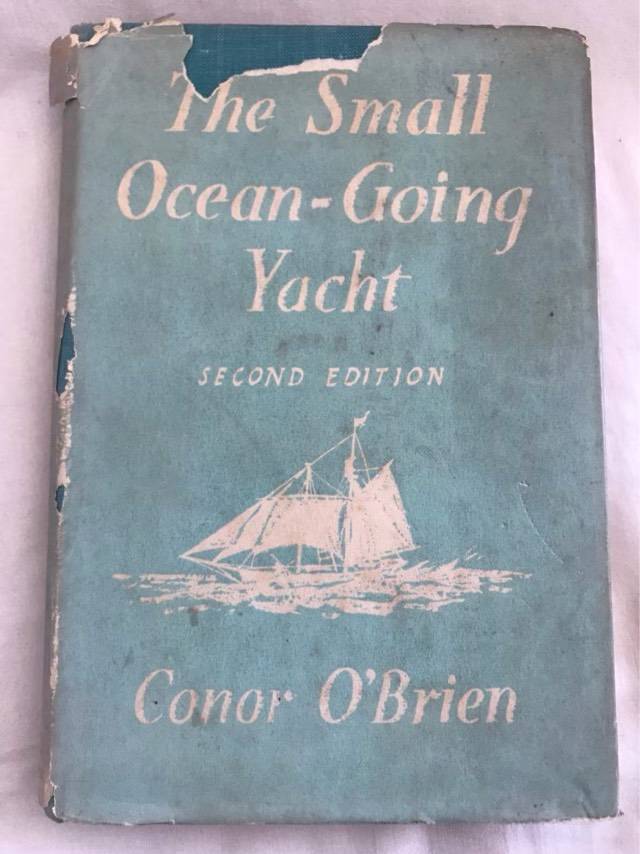 The Small
Ocean-Going
Yacht
SECOND EDITION
Conor O'Brien